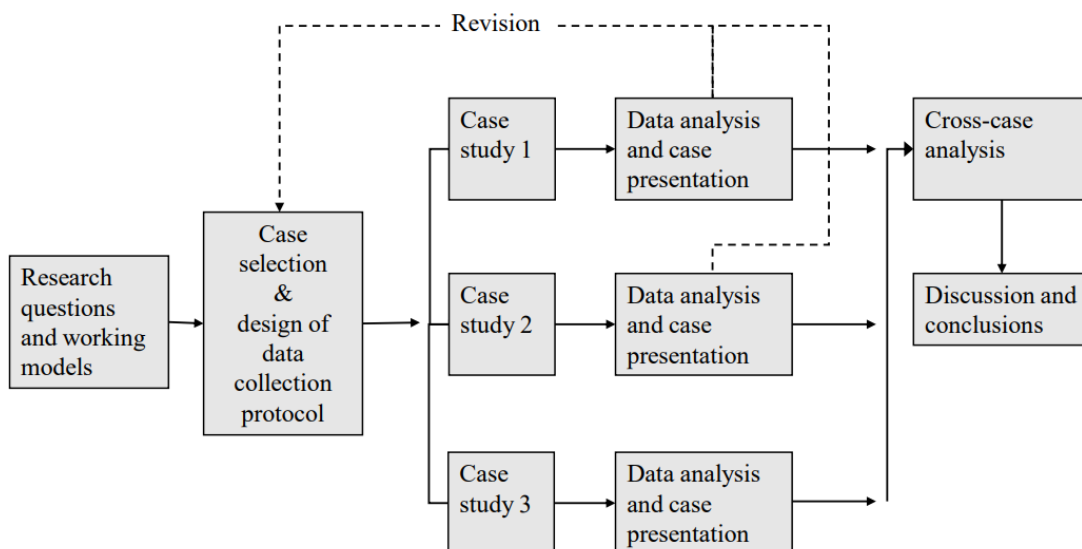 Revision
Research
questions
and working
models
Case
selection
&
design of
data
collection
protocol
Case
study 1
Data analysis
and case
presentation
Case
study 2
Data analysis
and case
presentation
Case
study 3
Data analysis
and case
presentation
Cross-case
analysis
Discussion and
conclusions